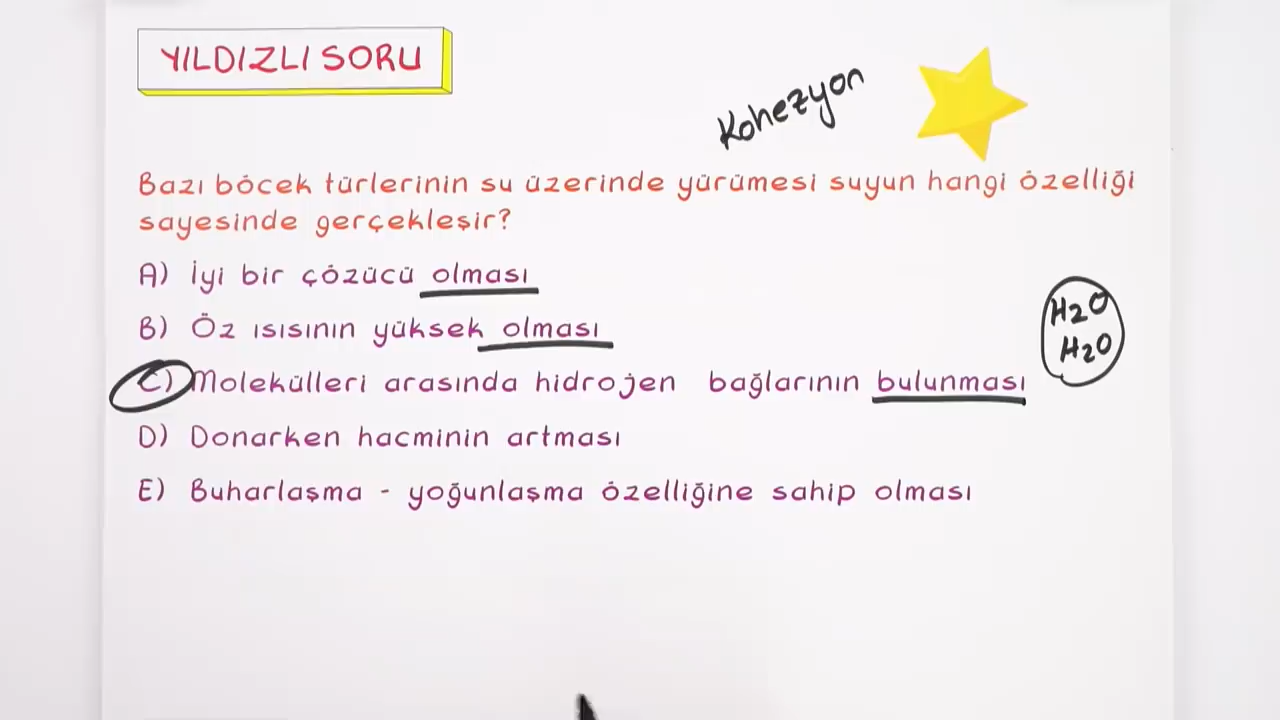 YILDIZLI SORU
Kohezyon
Bazı böcek türlerinin su üzerinde yürümesi suyun hangi özelliği
sayesinde gerçekleşir?
A) İyi bir çözücü olması
B) Öz ısısının yüksek olması
C) Molekülleri arasında hidrojen bağlarının bulunması
H2O
H2O
D) Donarken hacminin artması
E) Buharlaşma - yoğunlaşma özelliğine sahip olması